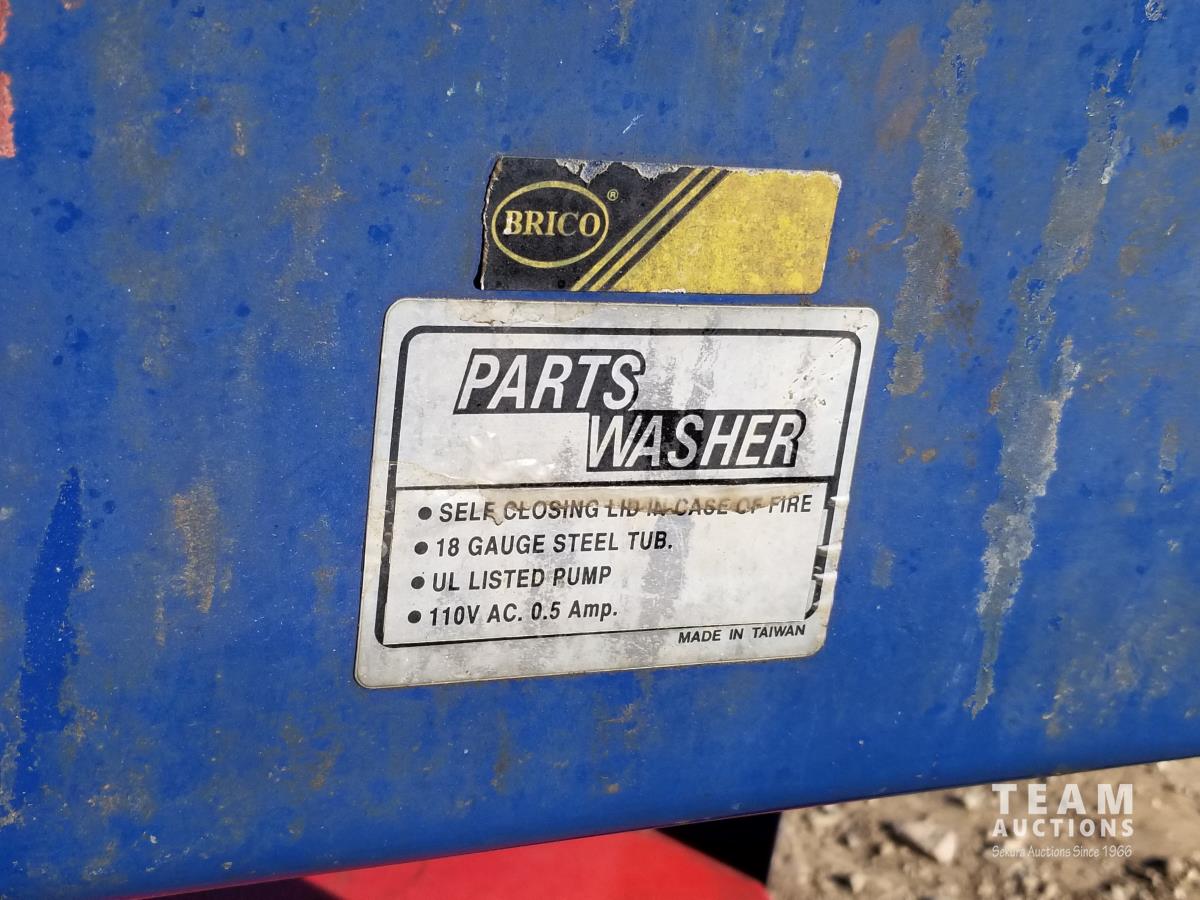 BRICO®
PARTS
WASHER
● SELF CLOSING LID IN CASE OF FIRE
● 18 GAUGE STEEL TUB.
● UL LISTED PUMP
● 110V AC. 0.5 Amp.
MADE IN TAIWAN
TEAM
AUCTIONS
Sekura Auctions Since 1966